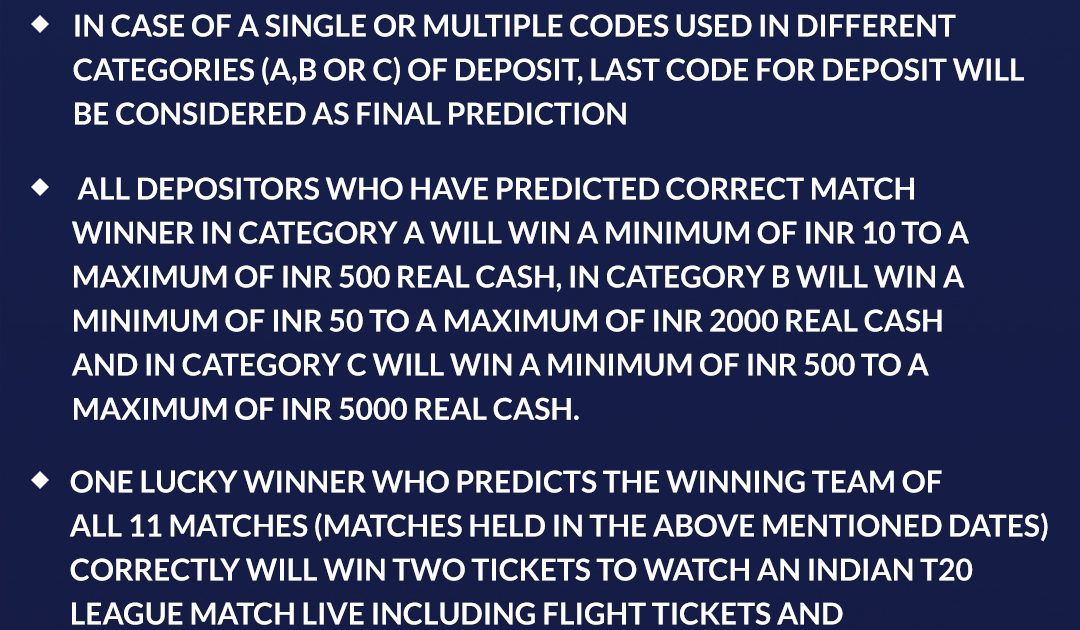 ◆ IN CASE OF A SINGLE OR MULTIPLE CODES USED IN DIFFERENT
CATEGORIES (A,B OR C) OF DEPOSIT, LAST CODE FOR DEPOSIT WILL
BE CONSIDERED AS FINAL PREDICTION
◆ ALL DEPOSITORS WHO HAVE PREDICTED CORRECT MATCH
WINNER IN CATEGORY A WILL WIN A MINIMUM OF INR 10 TO A
MAXIMUM OF INR 500 REAL CASH, IN CATEGORY B WILL WIN A
MINIMUM OF INR 50 TO A MAXIMUM OF INR 2000 REAL CASH
AND IN CATEGORY C WILL WIN A MINIMUM OF INR 500 TO A
MAXIMUM OF INR 5000 REAL CASH.
◆ ONE LUCKY WINNER WHO PREDICTS THE WINNING TEAM OF
ALL 11 MATCHES (MATCHES HELD IN THE ABOVE MENTIONED DATES)
CORRECTLY WILL WIN TWO TICKETS TO WATCH AN INDIAN T20
LEAGUE MATCH LIVE INCLUDING FLIGHT TICKETS AND